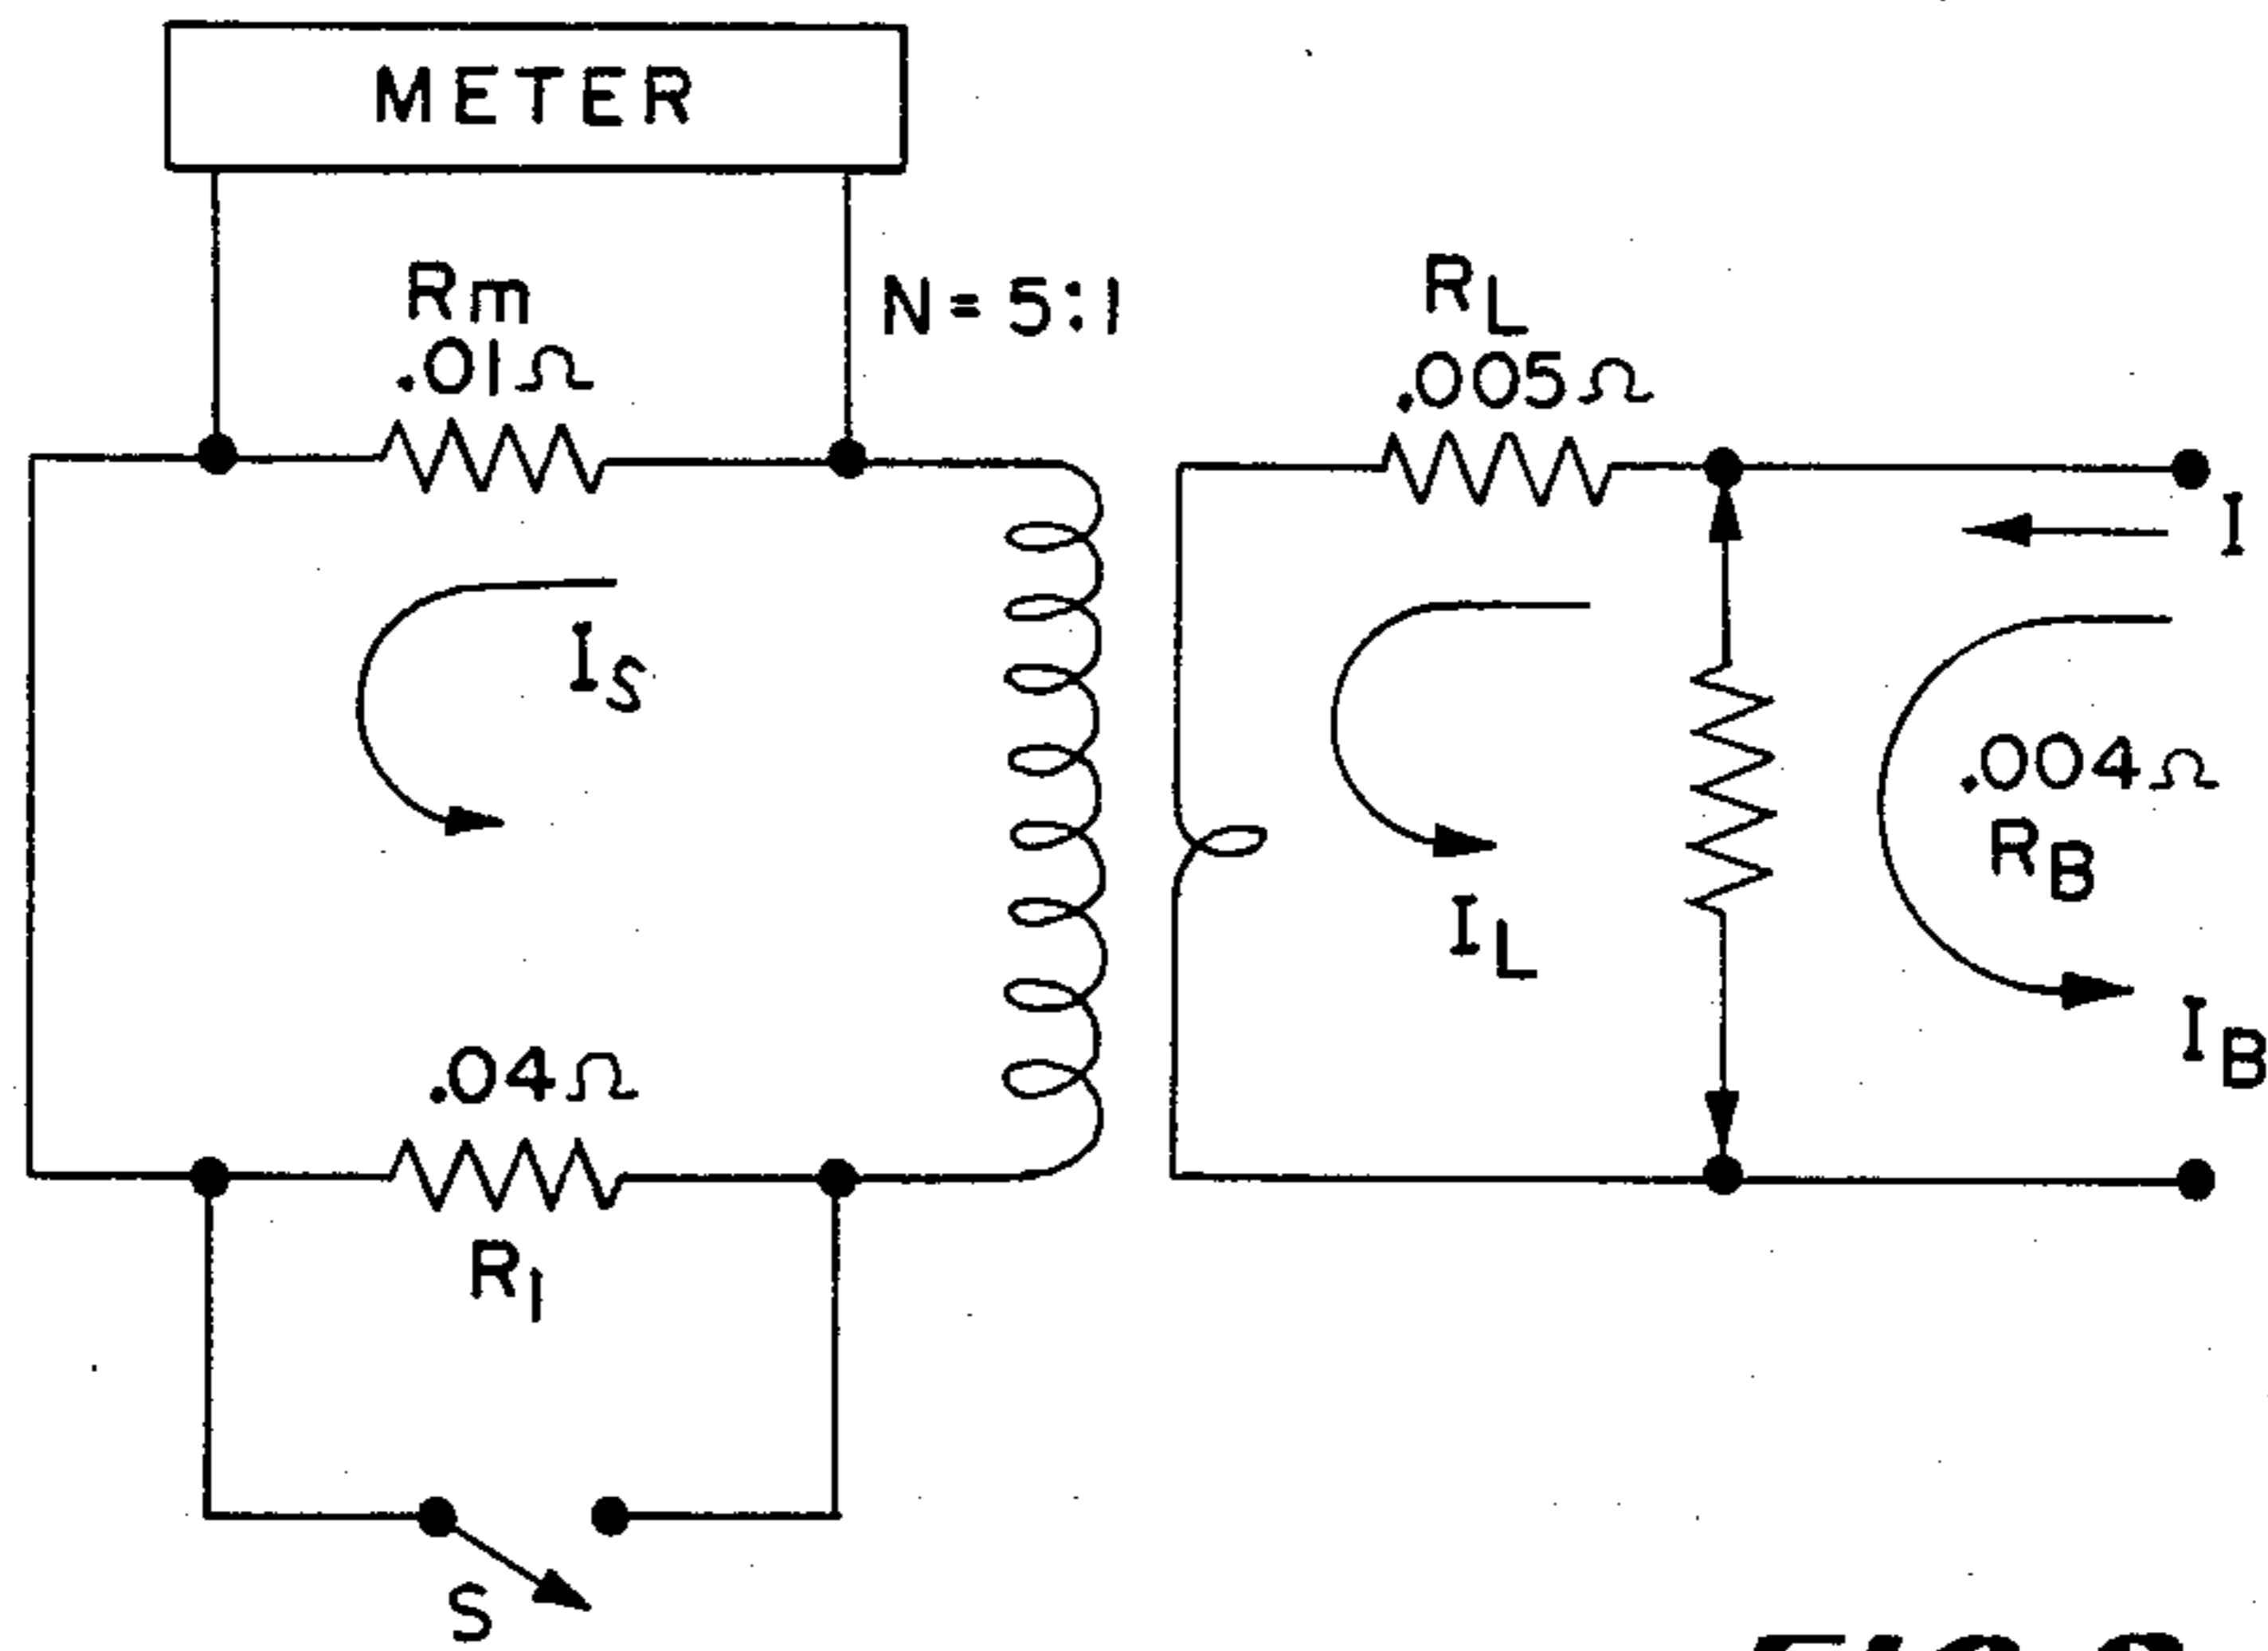 METER
Rm
.01Ω
N=5:1
RL
.005Ω
I
IS
.004Ω
RB
IL
IB
.04Ω
R1
S